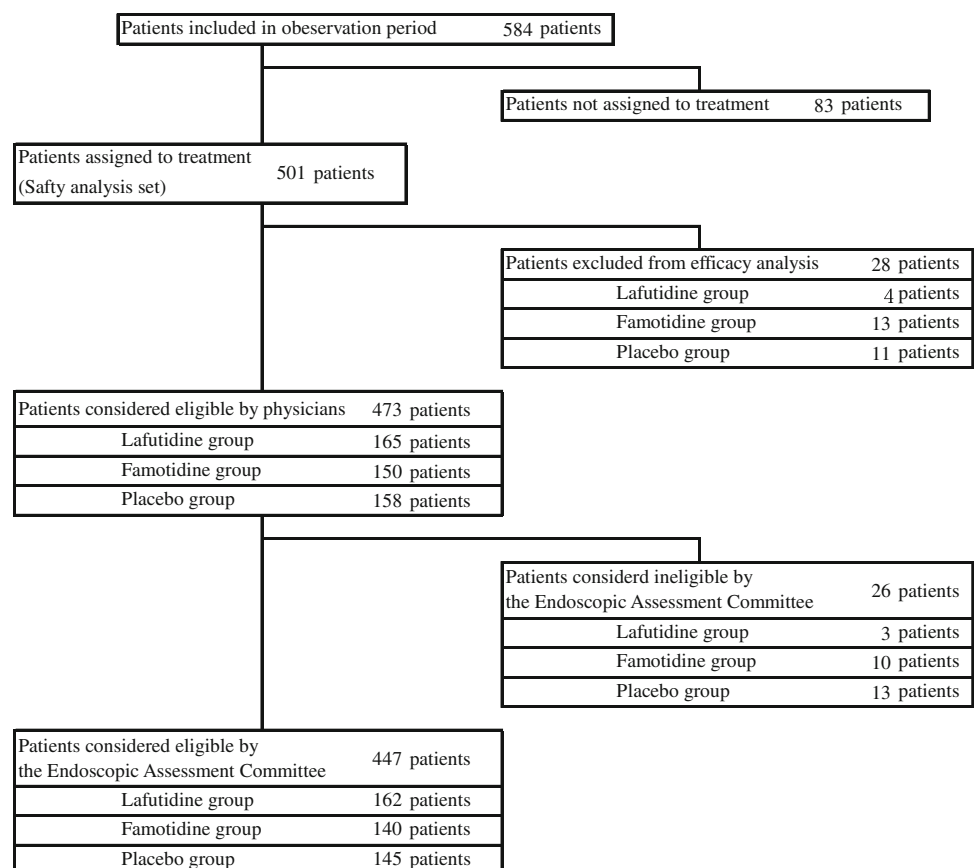 Patients included in obeservation period 584 patients
Patients not assigned to treatment 83 patients
Patients assigned to treatment
(Safty analysis set) 501 patients
Patients excluded from efficacy analysis 28 patients
Lafutidine group 4 patients
Famotidine group 13 patients
Placebo group 11 patients
Patients considered eligible by physicians 473 patients
Lafutidine group 165 patients
Famotidine group 150 patients
Placebo group 158 patients
Patients considerd ineligible by
the Endoscopic Assessment Committee 26 patients
Lafutidine group 3 patients
Famotidine group 10 patients
Placebo group 13 patients
Patients considered eligible by
the Endoscopic Assessment Committee 447 patients
Lafutidine group 162 patients
Famotidine group 140 patients
Placebo group 145 patients